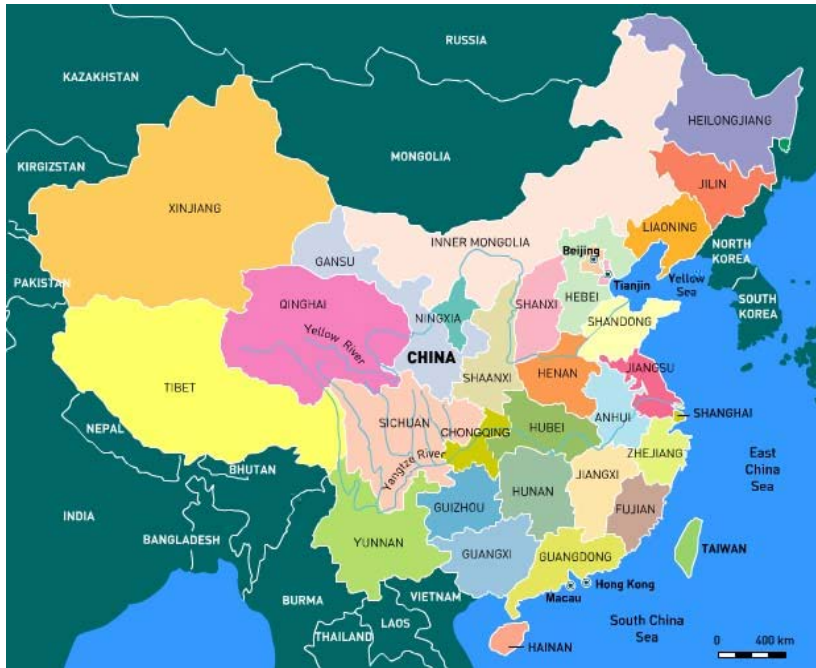 RUSSIA
KAZAKHSTAN
HEILONGJIANG
MONGOLIA
KIRGIZSTAN
JILIN
XINJIANG
LIAONING
INNER MONGOLIA
Beijing
NORTH
KOREA
GANSU
PAKISTAN
Tianjin
Yellow
Sea
QINGHAI
SHANXI
HEBEI
SOUTH
KOREA
NINGXIA
SHANDONG
Yellow River
CHINA
SHAANXI
HENAN
JIANGSU
TIBET
SICHUAN
ANHUI
SHANGHAI
NEPAL
CHONGQING
HUBEI
Yangtze River
ZHEJIANG
East
China
Sea
BHUTAN
JIANGXI
HUNAN
INDIA
GUIZHOU
FUJIAN
BANGLADESH
YUNNAN
GUANGXI
GUANGDONG
TAIWAN
Hong Kong
Macau
BURMA
VIETNAM
LAOS
South China
Sea
THAILAND
HAINAN
0 400 km